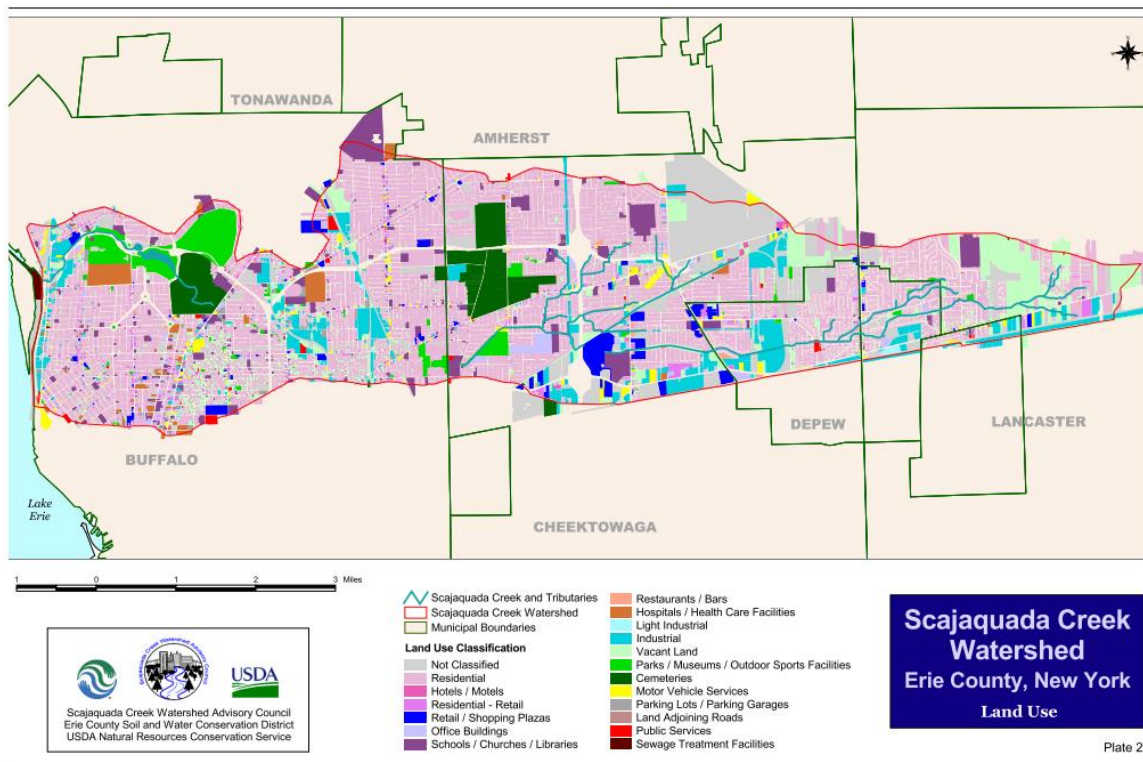 TONAWANDA
AMHERST
BUFFALO
DEPEW
LANCASTER
CHEEKTOWAGA
Lake
Erie
1 0 1 2 3 Miles
Scajaquada Creek Watershed Advisory Council
USDA
Scajaquada Creek Watershed Advisory Council
Erie County Soil and Water Conservation District
USDA Natural Resources Conservation Service
Scajaquada Creek and Tributaries
Scajaquada Creek Watershed
Municipal Boundaries
Land Use Classification
Not Classified
Residential
Hotels / Motels
Residential - Retail
Retail / Shopping Plazas
Office Buildings
Schools / Churches / Libraries
Restaurants / Bars
Hospitals / Health Care Facilities
Light Industrial
Industrial
Vacant Land
Parks / Museums / Outdoor Sports Facilities
Cemeteries
Motor Vehicle Services
Parking Lots / Parking Garages
Land Adjoining Roads
Public Services
Sewage Treatment Facilities
Scajaquada Creek
Watershed
Erie County, New York
Land Use
Plate 2